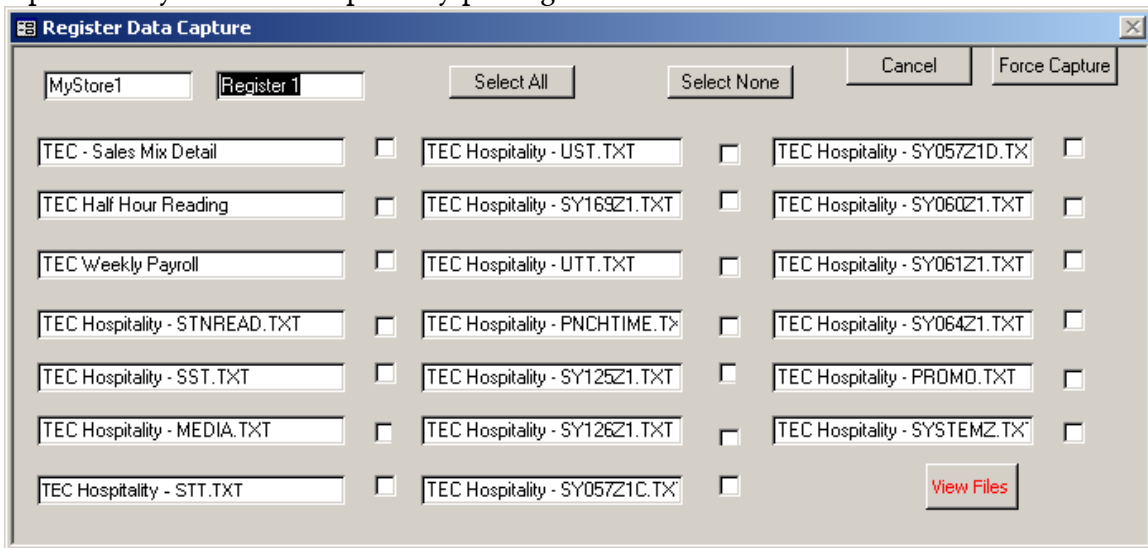 Register Data Capture
MyStore1 Register 1 Select All Select None Cancel Force Capture
TEC - Sales Mix Detail TEC Hospitality - UST.TXT TEC Hospitality - SY057Z1D.TX
TEC Half Hour Reading TEC Hospitality - SY169Z1.TXT TEC Hospitality - SY060Z1.TXT
TEC Weekly Payroll TEC Hospitality - UTT.TXT TEC Hospitality - SY061Z1.TXT
TEC Hospitality - STNREAD.TXT TEC Hospitality - PNCHTIME.TX TEC Hospitality - SY064Z1.TXT
TEC Hospitality - SST.TXT TEC Hospitality - SY125Z1.TXT TEC Hospitality - PROMO.TXT
TEC Hospitality - MEDIA.TXT TEC Hospitality - SY126Z1.TXT TEC Hospitality - SYSTEMZ.TX
TEC Hospitality - STT.TXT TEC Hospitality - SY057Z1C.TX View Files